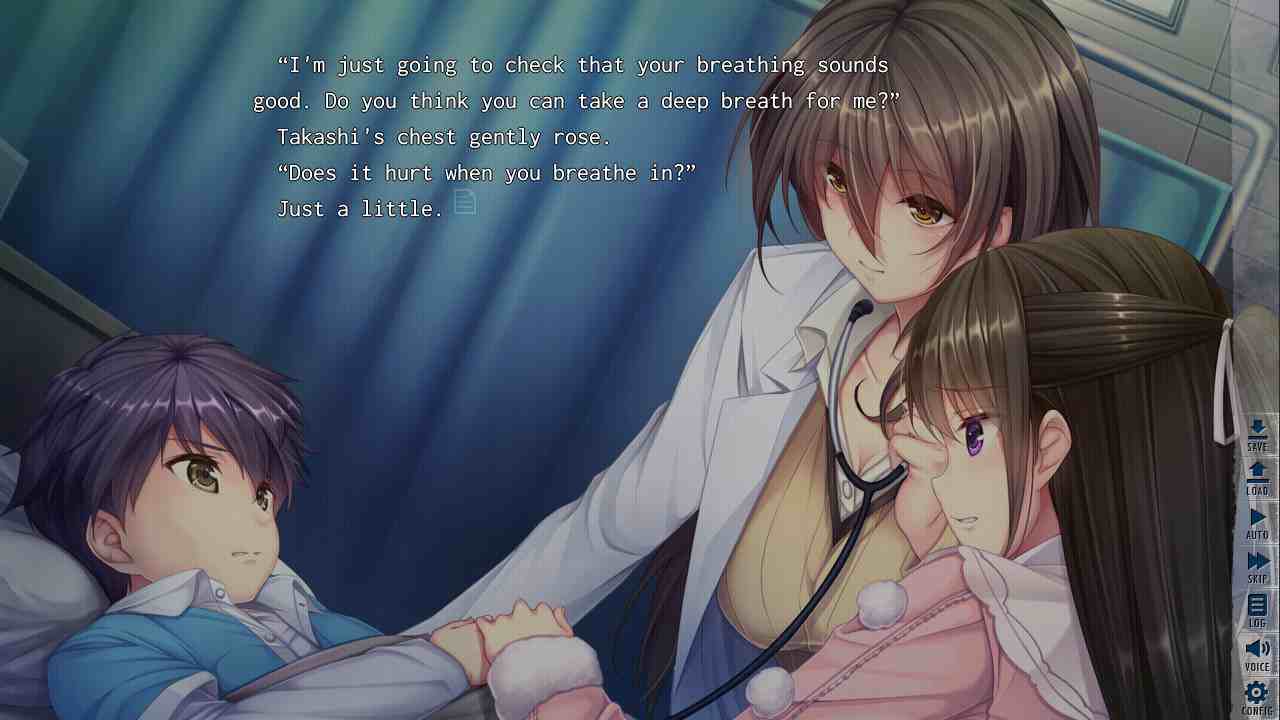 “I'm just going to check that your breathing sounds
good. Do you think you can take a deep breath for me?”
Takashi's chest gently rose.
“Does it hurt when you breathe in?”
Just a little.
SAVE
LOAD
AUTO
SKIP
LOG
VOICE
CONFIG